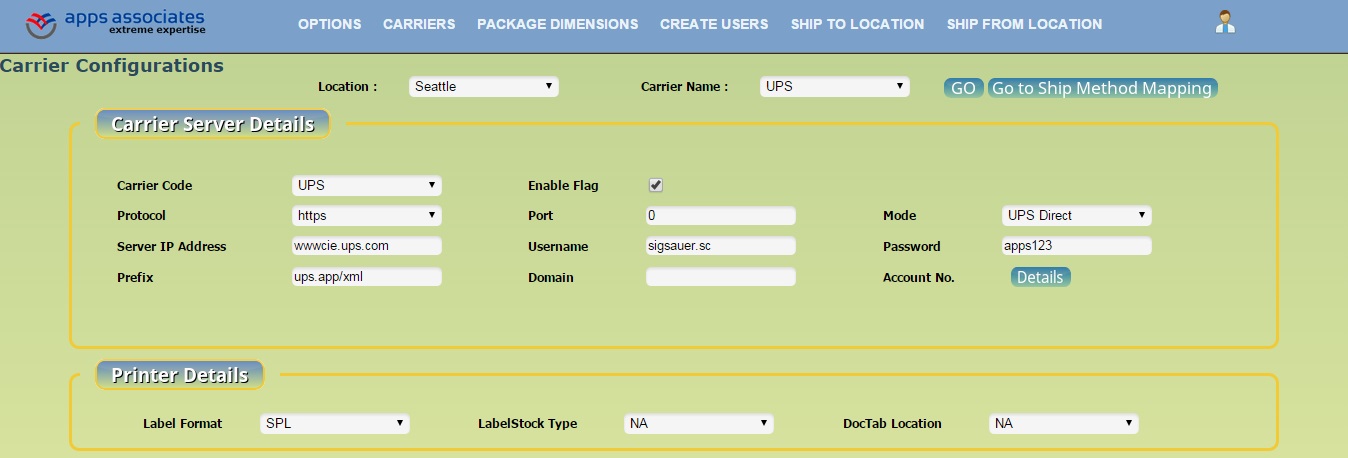 apps associates
extreme expertise
OPTIONS CARRIERS PACKAGE DIMENSIONS CREATE USERS SHIP TO LOCATION SHIP FROM LOCATION
Carrier Configurations
Location : Seattle Carrier Name : UPS GO Go to Ship Method Mapping
Carrier Server Details
Carrier Code UPS Enable Flag
Protocol https Port 0 Mode UPS Direct
Server IP Address wwwcie.ups.com Username sigsauer.sc Password apps123
Prefix ups.app/xml Domain Account No. Details
Printer Details
Label Format SPL LabelStock Type NA DocTab Location NA